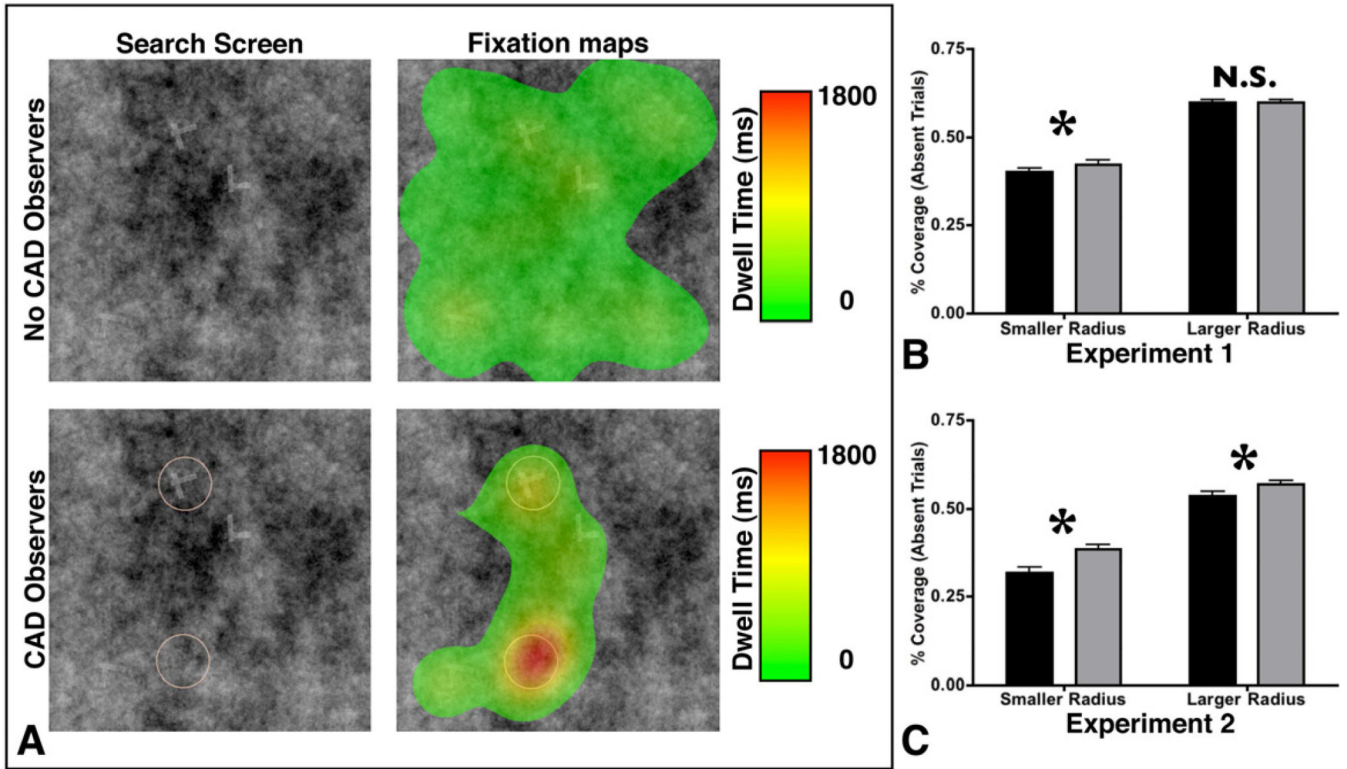 Search Screen
Fixation maps
No CAD Observers
Dwell Time (ms)
1800
0
CAD Observers
Dwell Time (ms)
1800
0
A
% Coverage (Absent Trials)
0.75
0.50
0.25
0.00
*
N.S.
Smaller Radius
Larger Radius
Experiment 1
B
% Coverage (Absent Trials)
0.75
0.50
0.25
0.00
*
*
Smaller Radius
Larger Radius
Experiment 2
C